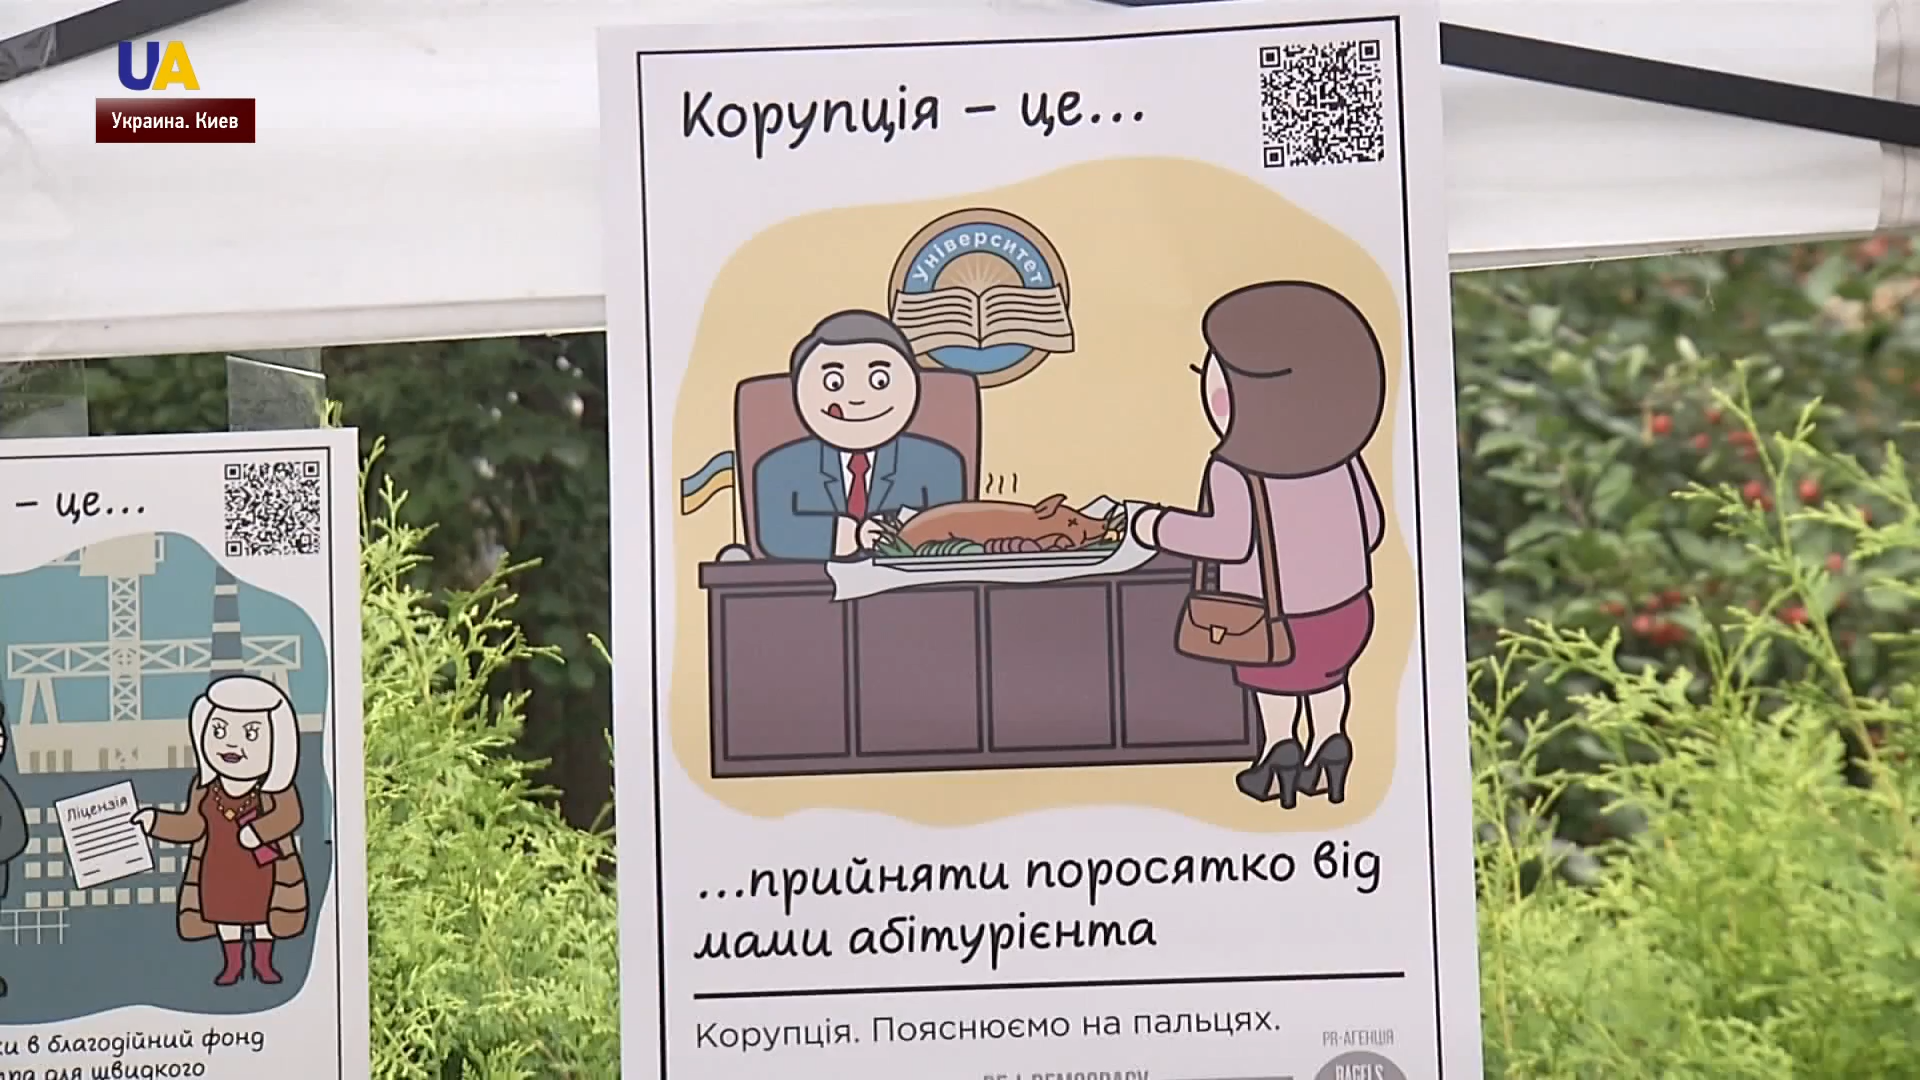 UA
Украина. Киев
Корупція – це...
Університет
...прийняти поросятко від
мами абітурієнта
Корупція. Пояснюємо на пальцях.
PR-АГЕНЦІЯ
BAGELS
– це...
Ліцензія
в благодійний фонд
для швидкого